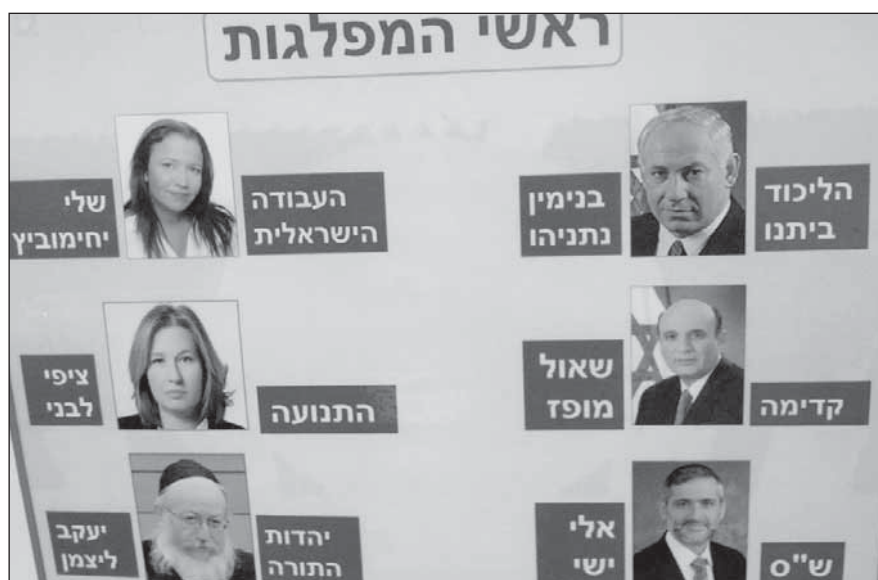 ראשי המפלגות
הליכוד
ביתנו
בנימין
נתניהו
העבודה
הישראלית
שלי
יחימוביץ
קדימה
שאול
מופז
התנועה
ציפי
לבני
ש"ס
אלי
ישי
יהדות
התורה
יעקב
ליצמן